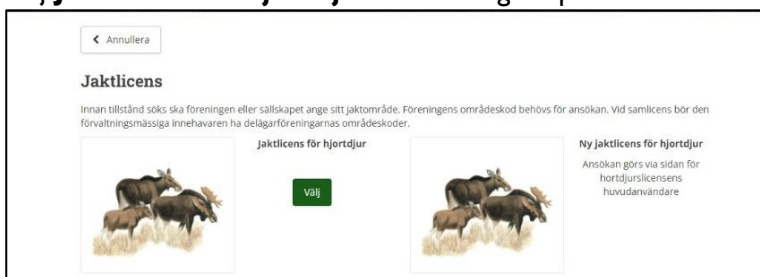 Annullera
Jaktlicens
Innan tillstånd söks ska föreningen eller sällskapet ange sitt jaktområde. Föreningens områdeskod behövs för ansökan. Vid samlicens bör den
förvaltningsmässiga innehavaren ha delägarföreningarnas områdeskoder.
Jaktlicens för hjortdjur
Välj
Ny jaktlicens för hjortdjur
Ansökan görs via sidan för
hortdjurslicensens
huvudanvändare